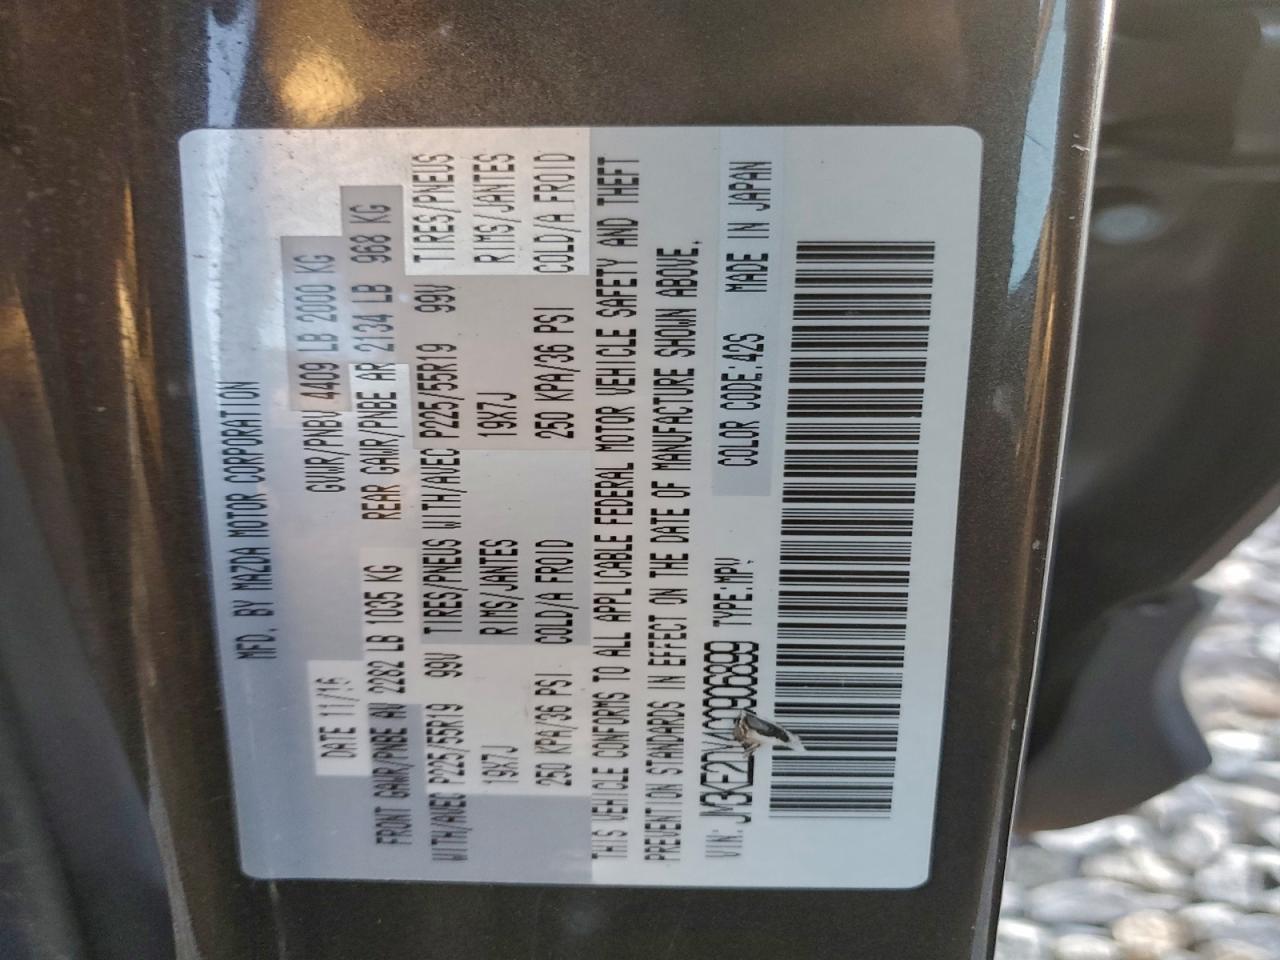 MFD. BY MAZDA MOTOR CORPORATION
DATE 11/16 GVWR/PNBV 4409 LB 2000 KG
FRONT GAWR/PNBE AV 2282 LB 1035 KG REAR GAWR/PNBE AR 2134 LB 968 KG
WITH/AVEC P225/55R19 99V TIRES/PNEUS WITH/AVEC P225/55R19 99V TIRES/PNEUS
19X7J RIMS/JANTES 19X7J RIMS/JANTES
250 KPA/36 PSI COLD/A FROID 250 KPA/36 PSI COLD/A FROID
THIS VEHICLE CONFORMS TO ALL APPLICABLE FEDERAL MOTOR VEHICLE SAFETY AND THEFT
PREVENTION STANDARDS IN EFFECT ON THE DATE OF MANUFACTURE SHOWN ABOVE.
VIN: TYPE:MPV COLOR CODE:42S MADE IN JAPAN